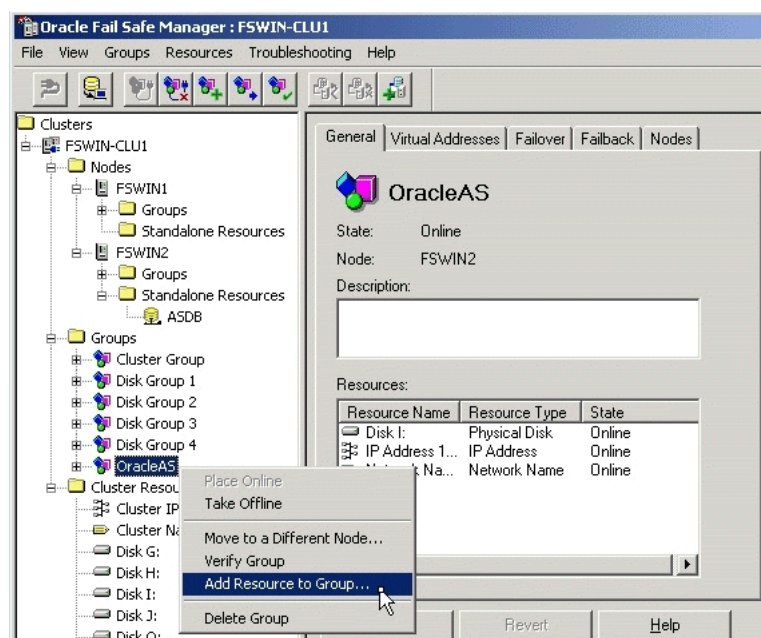 Oracle Fail Safe Manager : FSWIN-CLU1
File View Groups Resources Troubleshooting Help
Clusters
FSWIN-CLU1
Nodes
FSWIN1
Groups
Standalone Resources
FSWIN2
Groups
Standalone Resources
ASDB
Groups
Cluster Group
Disk Group 1
Disk Group 2
Disk Group 3
Disk Group 4
OracleAS
Cluster Resou
Cluster IP
Cluster Na
Disk G:
Disk H:
Disk I:
Disk J:
Place Online
Take Offline
Move to a Different Node...
Verify Group
Add Resource to Group...
Delete Group
General Virtual Addresses Failover Failback Nodes
OracleAS
State: Online
Node: FSWIN2
Description:
Resources:
Resource Name Resource Type State
Disk I: Physical Disk Online
IP Address 1... IP Address Online
Na... Network Name Online
Revert Help